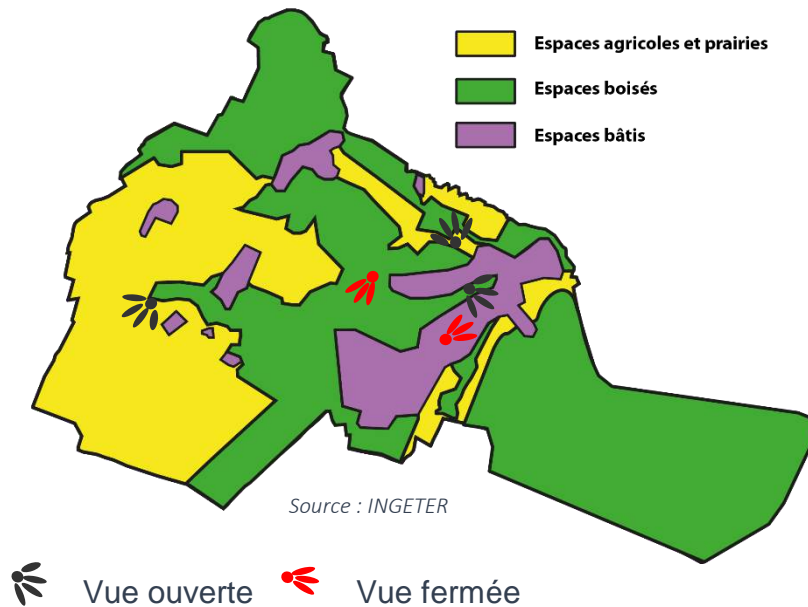 Espaces agricoles et prairies
Espaces boisés
Espaces bâtis
Source : INGETER
Vue ouverte
Vue fermée